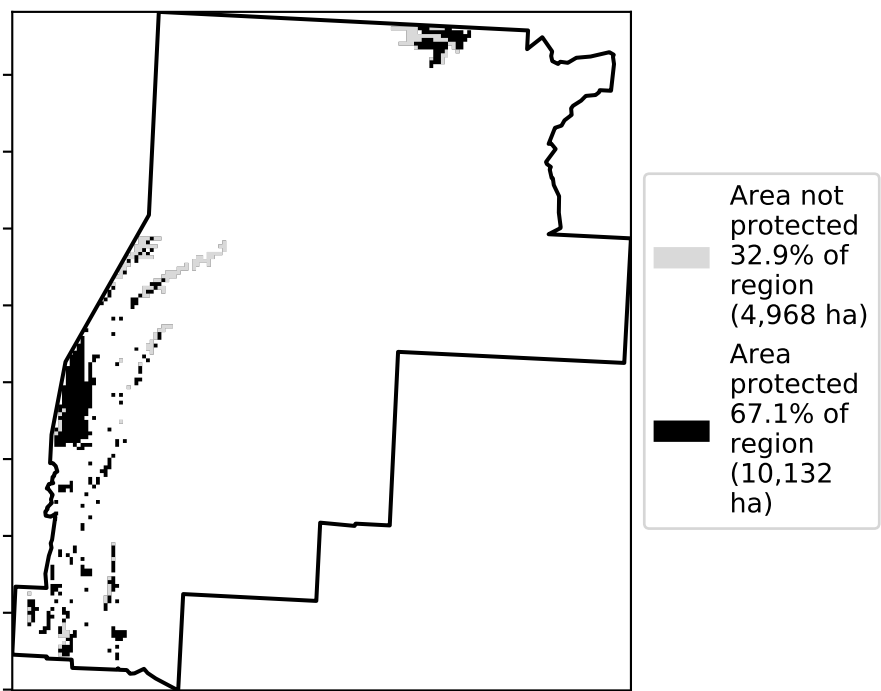 Area not
protected
32.9% of
region
(4,968 ha)
Area
protected
67.1% of
region
(10,132
ha)